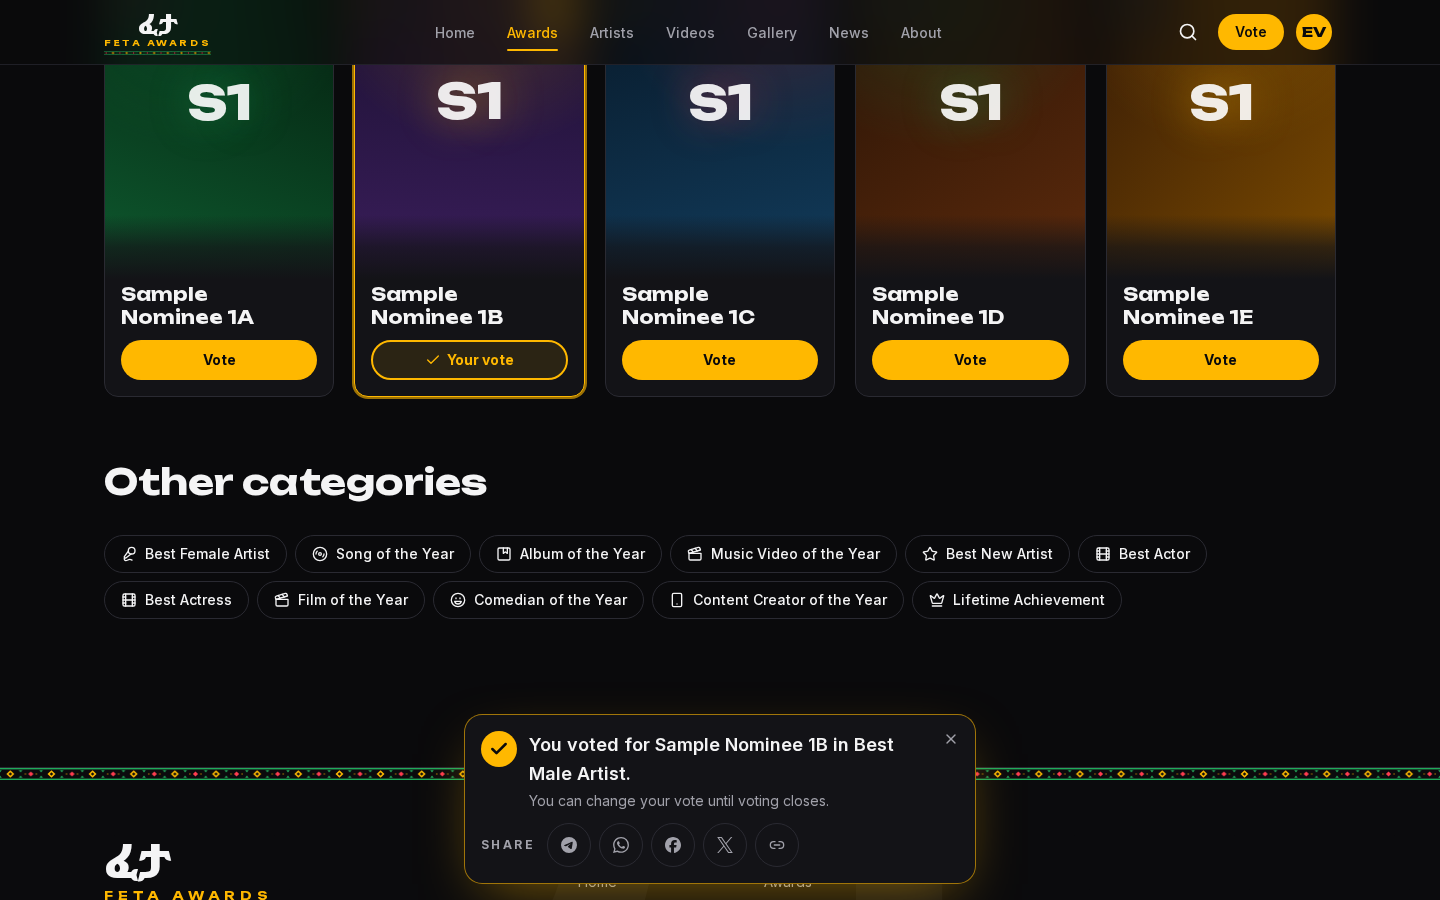 ፈታ
FETA AWARDS
Home Awards Artists Videos Gallery News About
Vote EV
S1 S1 S1 S1 S1
Sample Nominee 1A
Vote
Sample Nominee 1B
Your vote
Sample Nominee 1C
Vote
Sample Nominee 1D
Vote
Sample Nominee 1E
Vote
Other categories
Best Female Artist Song of the Year Album of the Year Music Video of the Year Best New Artist Best Actor
Best Actress Film of the Year Comedian of the Year Content Creator of the Year Lifetime Achievement
You voted for Sample Nominee 1B in Best
Male Artist.
You can change your vote until voting closes.
SHARE
ፈታ
FETA AWARDS
Home Awards